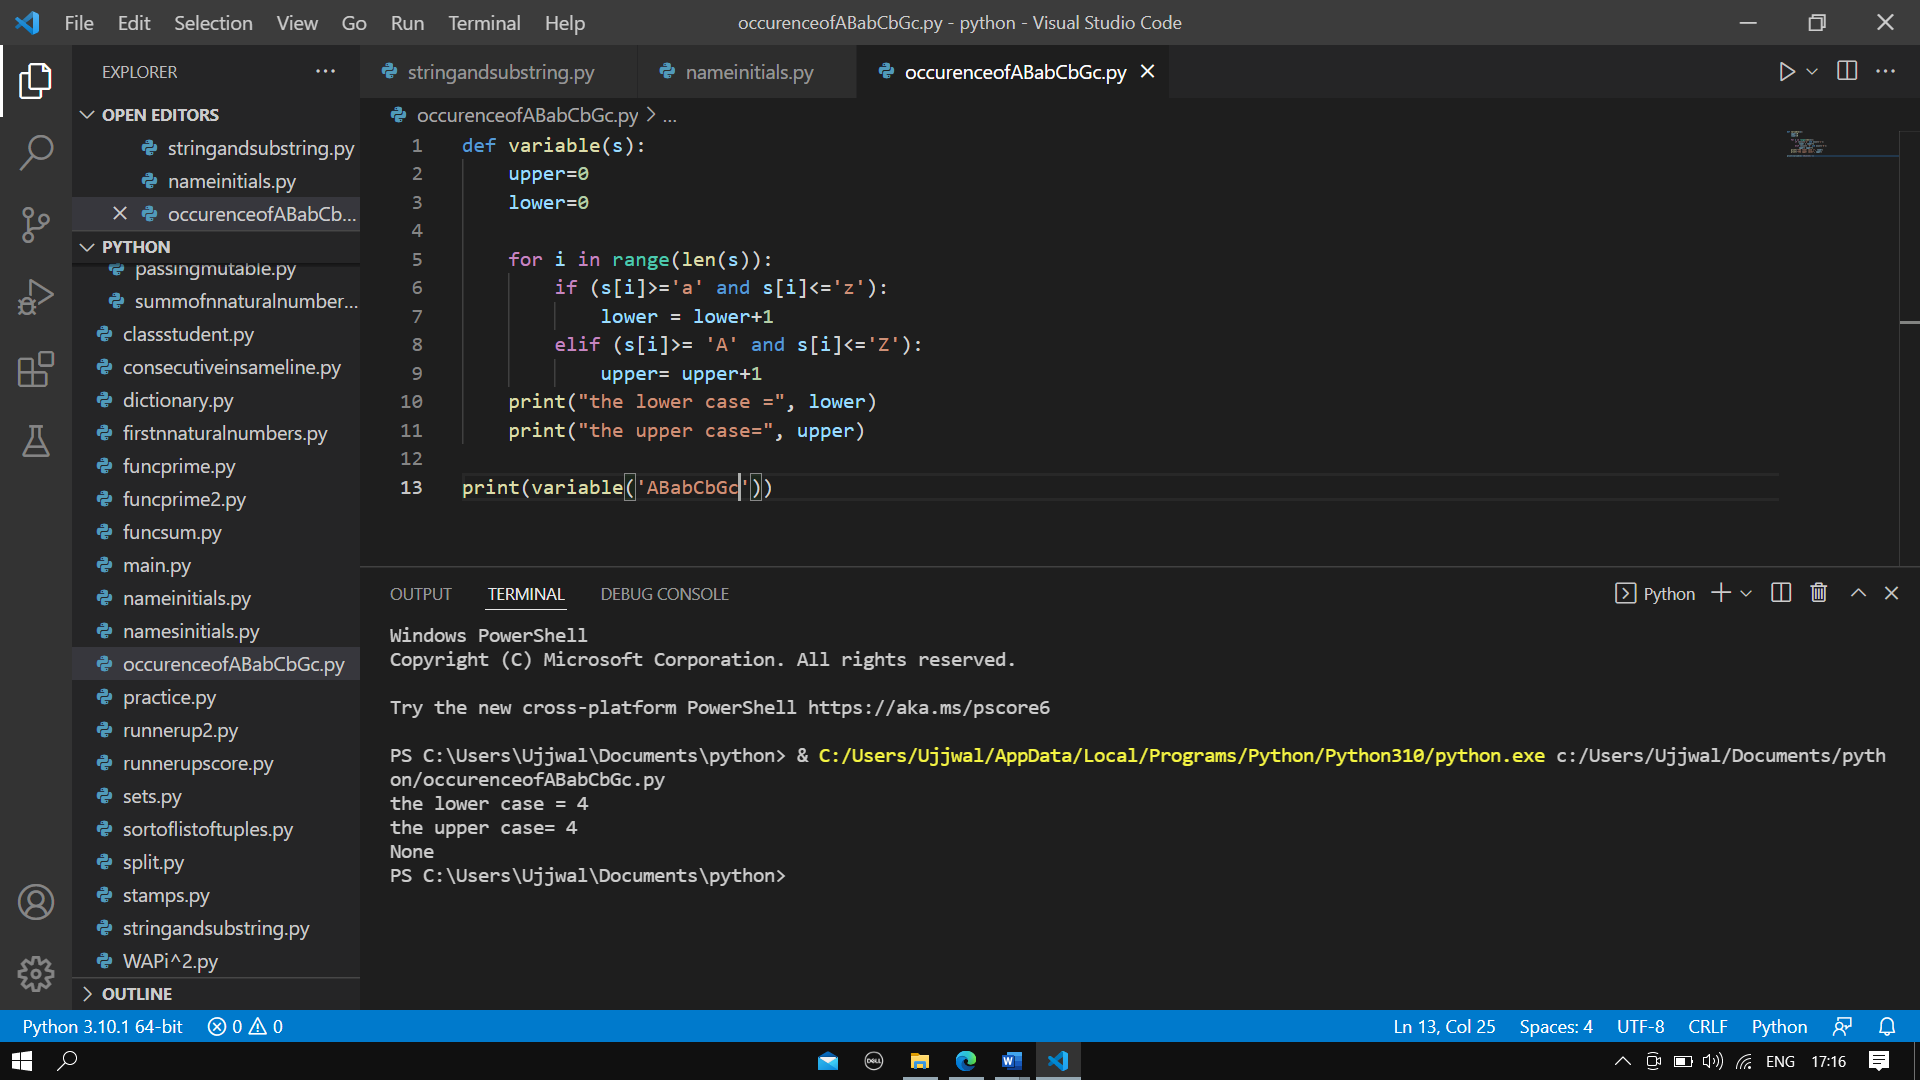 File Edit Selection View Go Run Terminal Help
occurenceofABabCbGc.py - python - Visual Studio Code
EXPLORER
OPEN EDITORS
stringandsubstring.py
nameinitials.py
occurenceofABabCb...
PYTHON
passingmutable.py
summofnnaturalnumber...
classstudent.py
consecutiveinsameline.py
dictionary.py
firstnnaturalnumbers.py
funcprime.py
funcprime2.py
funcsum.py
main.py
nameinitials.py
namesinitials.py
occurenceofABabCbGc.py
practice.py
runnerup2.py
runnerupscore.py
sets.py
sortoflistoftuples.py
split.py
stamps.py
stringandsubstring.py
WAPi^2.py
OUTLINE
stringandsubstring.py nameinitials.py occurenceofABabCbGc.py
occurenceofABabCbGc.py > ...
1 def variable(s):
2     upper=0
3     lower=0
4
5     for i in range(len(s)):
6         if (s[i]>='a' and s[i]<='z'):
7             lower = lower+1
8         elif (s[i]>= 'A' and s[i]<='Z'):
9             upper= upper+1
10     print("the lower case =", lower)
11     print("the upper case=", upper)
12
13 print(variable('ABabCbGc'))
OUTPUT TERMINAL DEBUG CONSOLE
Python
Windows PowerShell
Copyright (C) Microsoft Corporation. All rights reserved.
Try the new cross-platform PowerShell https://aka.ms/pscore6
PS C:\Users\Ujjwal\Documents\python> & C:/Users/Ujjwal/AppData/Local/Programs/Python/Python310/python.exe c:/Users/Ujjwal/Documents/pyth
on/occurenceofABabCbGc.py
the lower case = 4
the upper case= 4
None
PS C:\Users\Ujjwal\Documents\python>
Python 3.10.1 64-bit 0 0
Ln 13, Col 25 Spaces: 4 UTF-8 CRLF Python
DELL
W
ENG 17:16